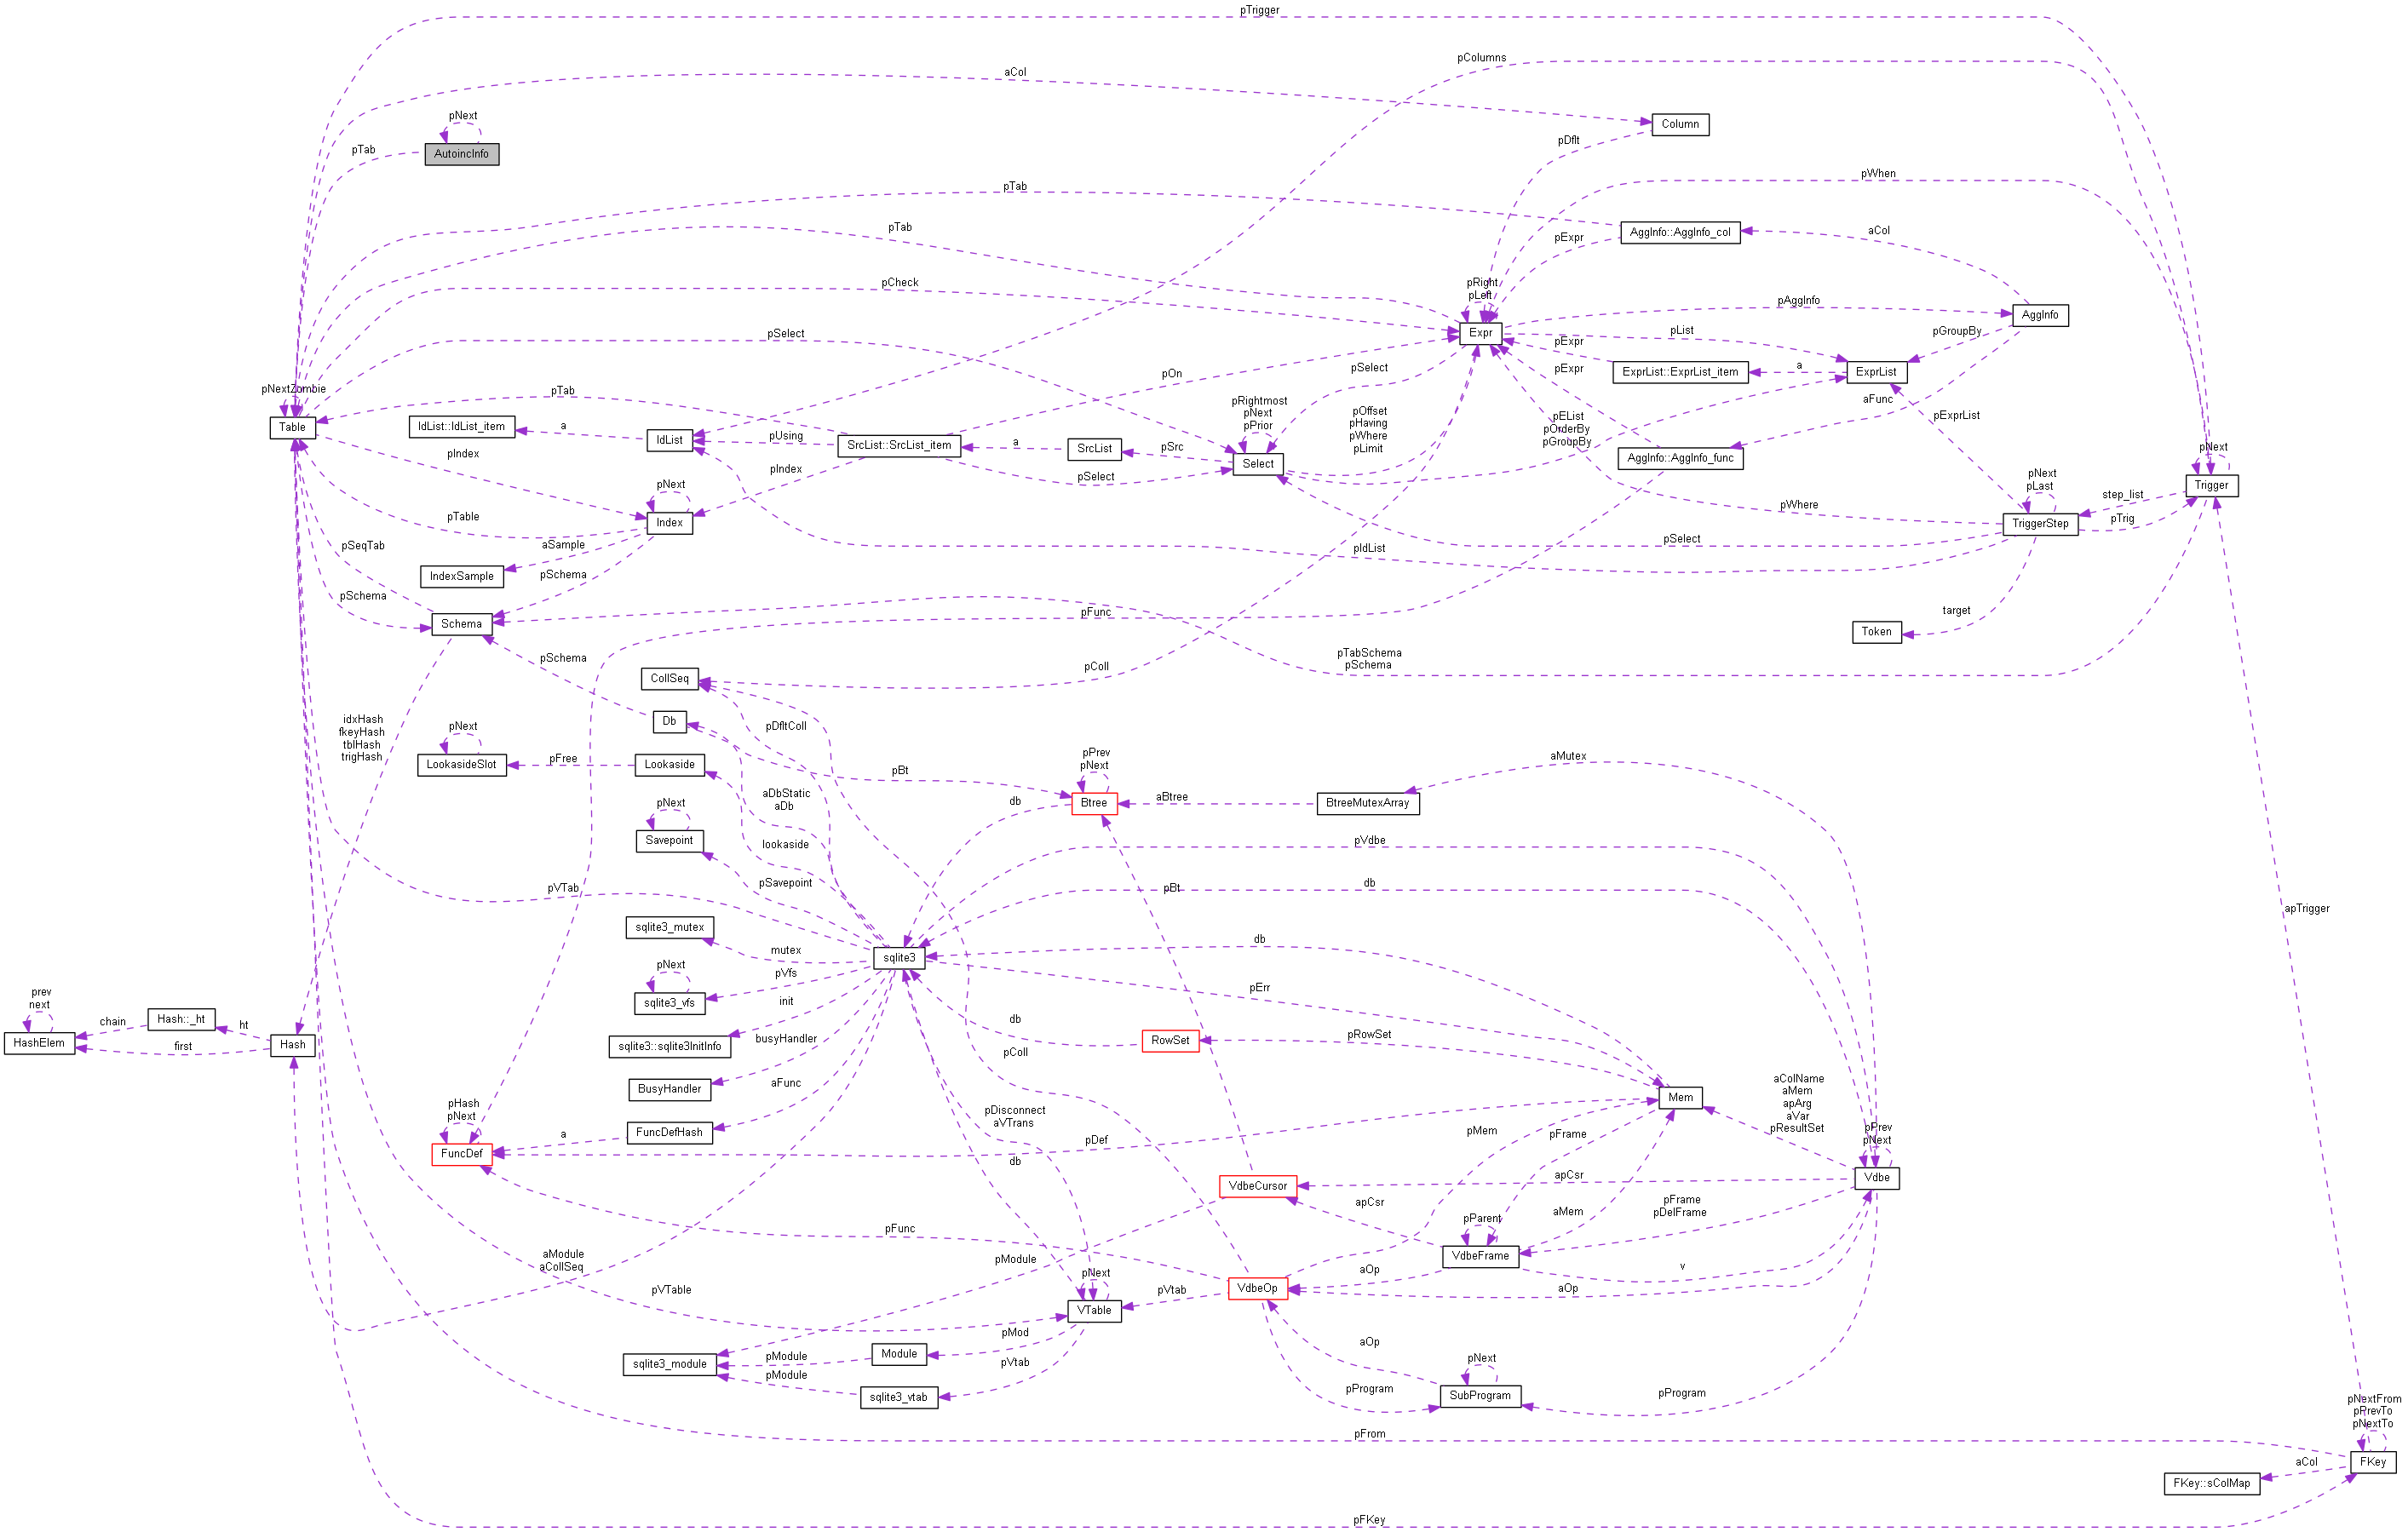 pTrigger
pColumns
aCol
pNext
Column
pDflt
AutoincInfo
pTab
pWhen
pTab
pTab
AggInfo::AggInfo_col
aCol
pExpr
pCheck
pRight
pLeft
pAggInfo
AggInfo
pSelect
Expr
pList
pGroupBy
pExpr
pOn
pSelect
ExprList::ExprList_item
a
ExprList
pExpr
pNextZombie
pTab
aFunc
pRightmost
pNext
pPrior
pOffset
pHaving
pWhere
pLimit
pEList
pOrderBy
pGroupBy
pExprList
Table
IdList::IdList_item
a
IdList
pUsing
SrcList::SrcList_item
a
SrcList
pSrc
Select
AggInfo::AggInfo_func
pNext
pIndex
pIndex
pSelect
pNext
pNext
pLast
Trigger
step_list
pTable
Index
pWhere
TriggerStep
pTrig
aSample
pSeqTab
pSelect
pIdList
IndexSample
pSchema
pSchema
pFunc
target
Schema
Token
pTabSchema
pSchema
pSchema
pColl
CollSeq
idxHash
fkeyHash
tblHash
trigHash
Db
pDfltColl
pNext
LookasideSlot
pFree
Lookaside
pBt
pPrev
pNext
aMutex
aDbStatic
aDb
Btree
db
aBtree
BtreeMutexArray
pNext
Savepoint
lookaside
pVdbe
pSavepoint
pVTab
db
pBt
apTrigger
sqlite3_mutex
mutex
db
sqlite3
pNext
pVfs
sqlite3_vfs
pErr
prev
next
init
HashElem
chain
Hash::_ht
ht
first
Hash
sqlite3::sqlite3InitInfo
busyHandler
db
RowSet
pRowSet
pColl
BusyHandler
aFunc
Mem
aColName
aMem
apArg
aVar
pResultSet
pHash
pNext
FuncDefHash
a
pDisconnect
aVTrans
pMem
pFrame
pPrev
pNext
FuncDef
pDef
db
Vdbe
VdbeCursor
apCsr
apCsr
pFrame
pDelFrame
pFunc
pParent
aMem
VdbeFrame
aModule
aCollSeq
pModule
v
aOp
pNext
pVTable
pVtab
VdbeOp
aOp
VTable
pMod
aOp
sqlite3_module
pModule
Module
pVtab
pNext
pModule
sqlite3_vtab
pProgram
SubProgram
pProgram
pNextFrom
pPrevTo
pNextTo
pFrom
FKey
aCol
FKey::sColMap
pFKey